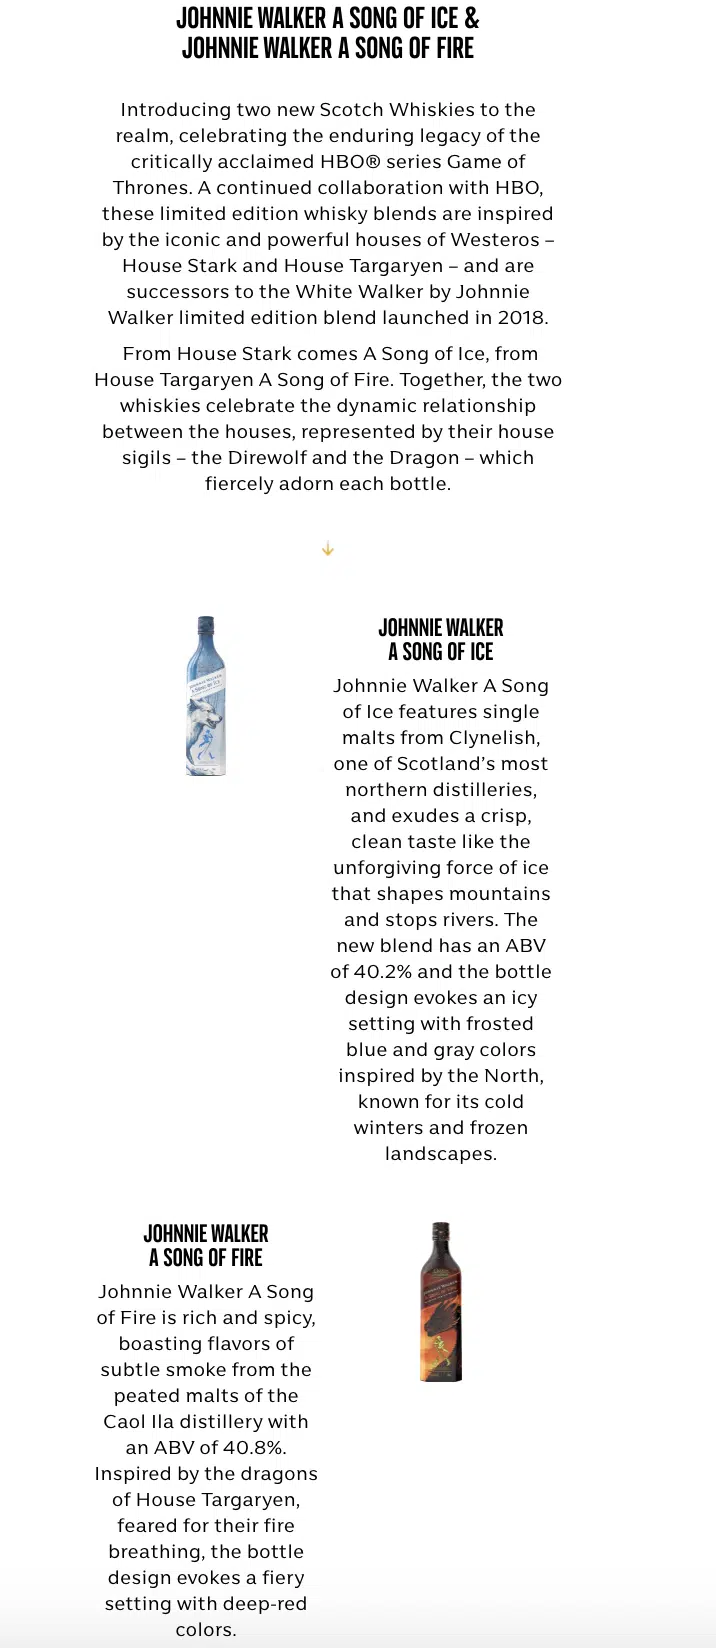 JOHNNIE WALKER A SONG OF ICE &
JOHNNIE WALKER A SONG OF FIRE
Introducing two new Scotch Whiskies to the
realm, celebrating the enduring legacy of the
critically acclaimed HBO® series Game of
Thrones. A continued collaboration with HBO,
these limited edition whisky blends are inspired
by the iconic and powerful houses of Westeros –
House Stark and House Targaryen – and are
successors to the White Walker by Johnnie
Walker limited edition blend launched in 2018.
From House Stark comes A Song of Ice, from
House Targaryen A Song of Fire. Together, the two
whiskies celebrate the dynamic relationship
between the houses, represented by their house
sigils – the Direwolf and the Dragon – which
fiercely adorn each bottle.
JOHNNIE WALKER
A SONG OF ICE
JOHNNIE WALKER
A SONG OF ICE
Johnnie Walker A Song
of Ice features single
malts from Clynelish,
one of Scotland’s most
northern distilleries,
and exudes a crisp,
clean taste like the
unforgiving force of ice
that shapes mountains
and stops rivers. The
new blend has an ABV
of 40.2% and the bottle
design evokes an icy
setting with frosted
blue and gray colors
inspired by the North,
known for its cold
winters and frozen
landscapes.
JOHNNIE WALKER
A SONG OF FIRE
Johnnie Walker A Song
of Fire is rich and spicy,
boasting flavors of
subtle smoke from the
peated malts of the
Caol Ila distillery with
an ABV of 40.8%.
Inspired by the dragons
of House Targaryen,
feared for their fire
breathing, the bottle
design evokes a fiery
setting with deep-red
colors.
JOHNNIE WALKER
A SONG OF FIRE